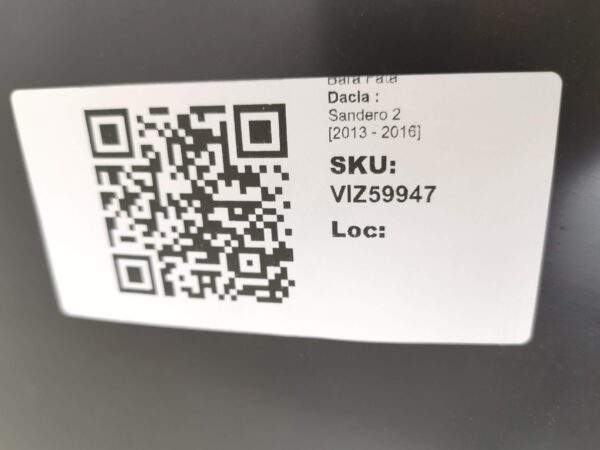 Bara Fata
Dacia :
Sandero 2
[2013 - 2016]
SKU:
VIZ59947
Loc: